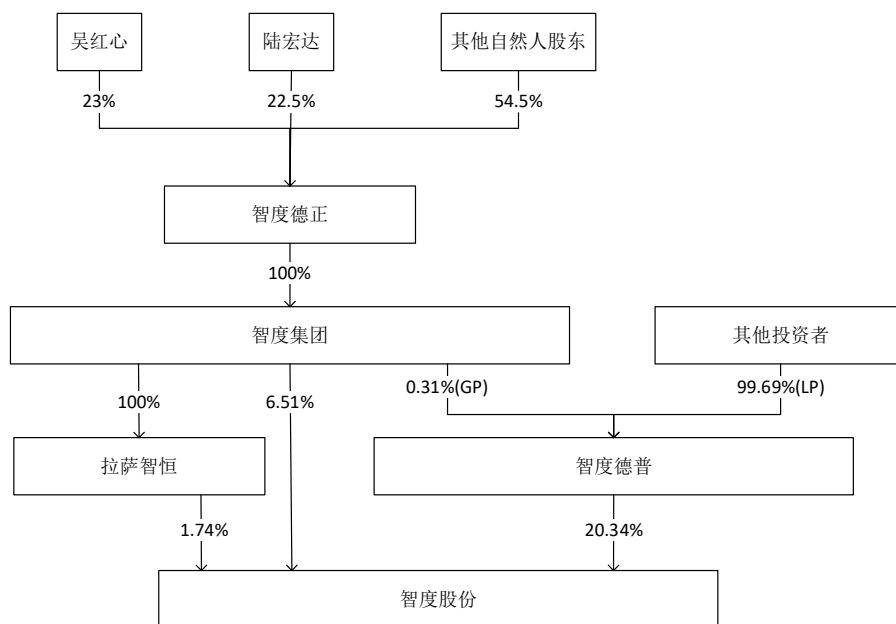 吴红心
陆宏达
其他自然人股东
23%
22.5%
54.5%
智度德正
100%
智度集团
其他投资者
100%
6.51%
0.31%(GP)
99.69%(LP)
拉萨智恒
智度德普
1.74%
20.34%
智度股份